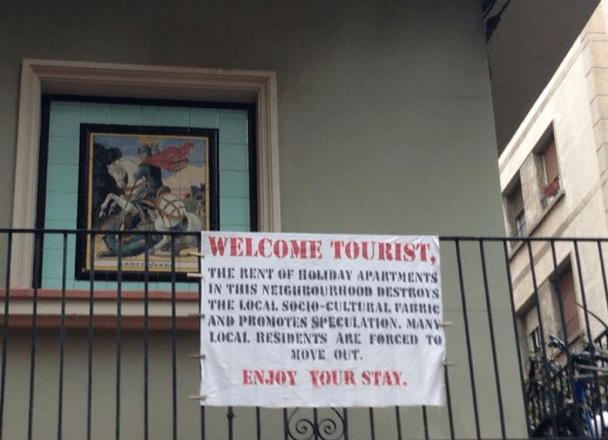 WELCOME TOURIST,
THE RENT OF HOLIDAY APARTMENTS
IN THIS NEIGHBOURHOOD DESTROYS
THE LOCAL SOCIO-CULTURAL FABRIC
AND PROMOTES SPECULATION. MANY
LOCAL RESIDENTS ARE FORCED TO
MOVE OUT.
ENJOY YOUR STAY.